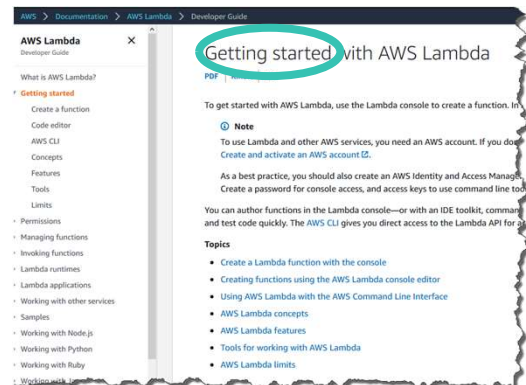 AWS > Documentation > AWS Lambda > Developer Guide
AWS Lambda ×
Developer Guide
What is AWS Lambda?
Getting started
Create a function
Code editor
AWS CLI
Concepts
Features
Tools
Limits
Permissions
Managing functions
Invoking functions
Lambda runtimes
Lambda applications
Working with other services
Samples
Working with Node.js
Working with Python
Working with Ruby
Working with
Getting started with AWS Lambda
PDF
To get started with AWS Lambda, use the Lambda console to create a function. In
Note
To use Lambda and other AWS services, you need an AWS account. If you do
Create and activate an AWS account.
As a best practice, you should also create an AWS Identity and Access
Create a password for console access, and access keys to use command line
You can author functions in the Lambda console—or with an IDE toolkit,
and test code quickly. The AWS CLI gives you direct access to the Lambda API for
Topics
• Create a Lambda function with the console
• Creating functions using the AWS Lambda console editor
• Using AWS Lambda with the AWS Command Line Interface
• AWS Lambda concepts
• AWS Lambda features
• Tools for working with AWS Lambda
• AWS Lambda limits